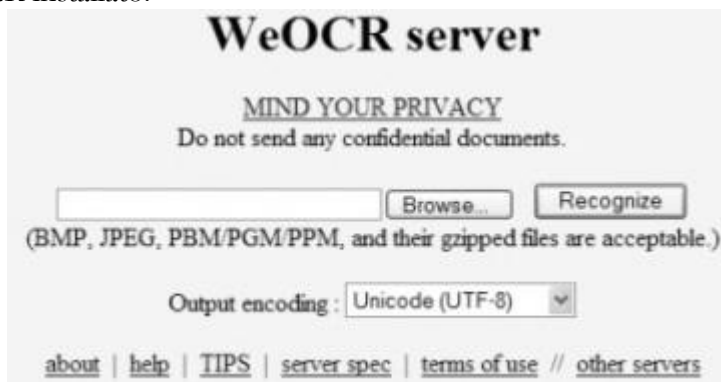 WeOCR server
MIND YOUR PRIVACY
Do not send any confidential documents.
Browse... Recognize
(BMP, JPEG, PBM/PGM/PPM, and their gzipped files are acceptable.)
Output encoding : Unicode (UTF-8)
about | help | TIPS | server spec | terms of use // other servers